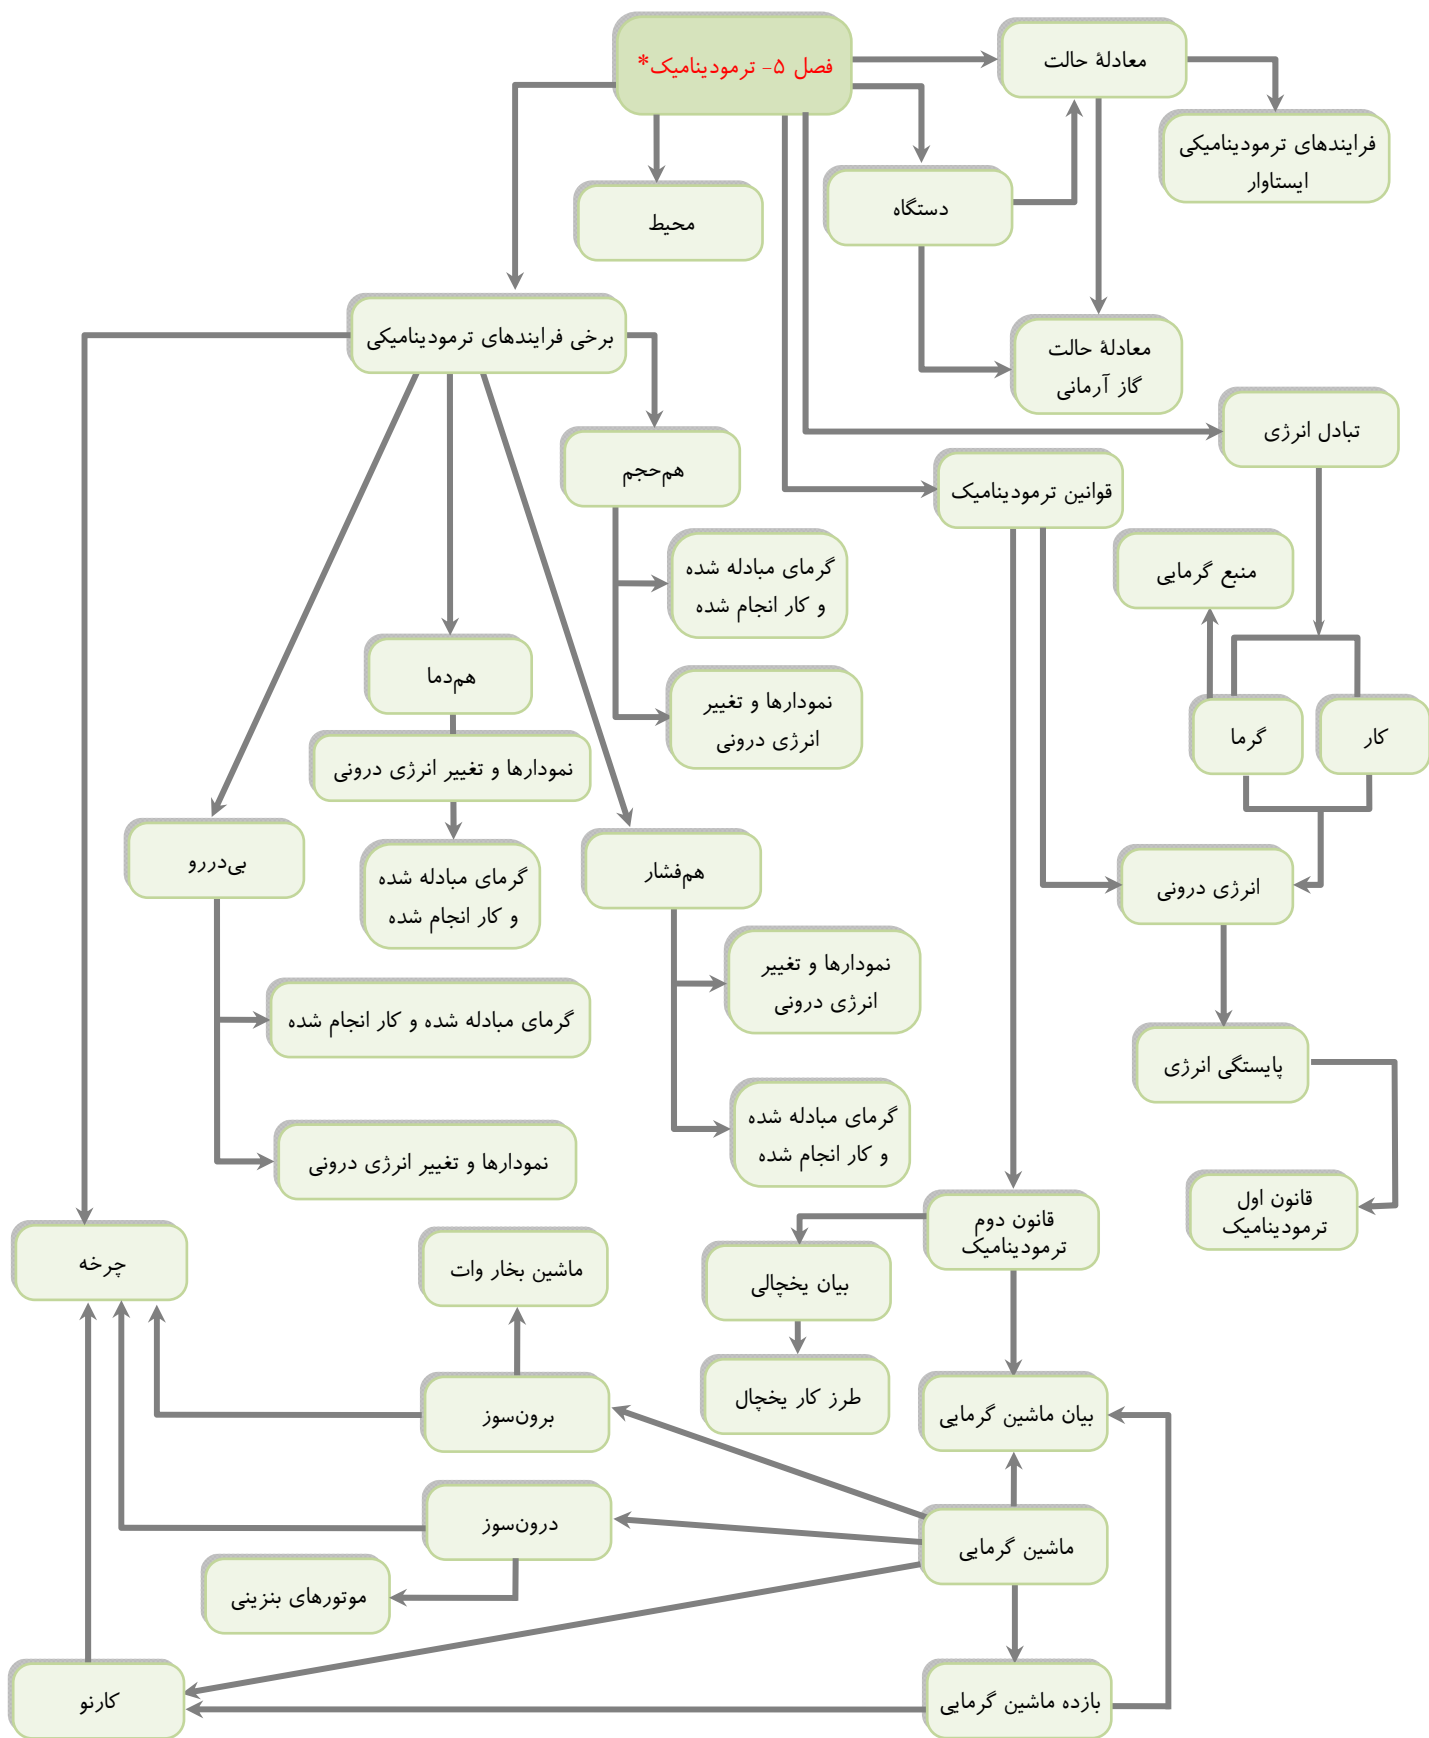 فصل ۵- ترمودینامیک*
معادلهٔ حالت
فرایندهای ترمودینامیکی
ایستاوار
دستگاه
محیط
برخی فرایندهای ترمودینامیکی
معادلهٔ حالت
گاز آرمانی
تبادل انرژی
هم‌حجم
قوانین ترمودینامیک
منبع گرمایی
گرمای مبادله شده
و کار انجام شده
هم‌دما
نمودارها و تغییر
انرژی درونی
گرما
کار
نمودارها و تغییر انرژی درونی
بی‌دررو
گرمای مبادله شده
و کار انجام شده
هم‌فشار
انرژی درونی
نمودارها و تغییر
انرژی درونی
گرمای مبادله شده و کار انجام شده
پایستگی انرژی
گرمای مبادله شده
و کار انجام شده
نمودارها و تغییر انرژی درونی
قانون اول
ترمودینامیک
قانون دوم
ترمودینامیک
چرخه
ماشین بخار وات
بیان یخچالی
طرز کار یخچال
برون‌سوز
بیان ماشین گرمایی
درون‌سوز
ماشین گرمایی
موتورهای بنزینی
کارنو
بازده ماشین گرمایی